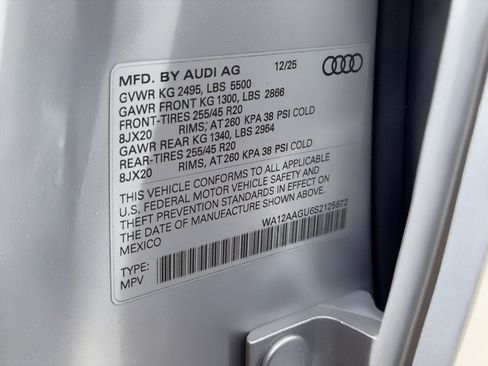 MFD. BY AUDI AG 12/25
GVWR KG 2495, LBS 5500
GAWR FRONT KG 1300, LBS 2866
FRONT-TIRES 255/45 R20
8JX20 RIMS, AT 260 KPA 38 PSI COLD
GAWR REAR KG 1340, LBS 2954
REAR-TIRES 255/45 R20
8JX20 RIMS, AT 260 KPA 38 PSI COLD
THIS VEHICLE CONFORMS TO ALL APPLICABLE
U.S. FEDERAL MOTOR VEHICLE SAFETY AND
THEFT PREVENTION STANDARDS IN EFFECT ON
THE DATE OF MANUFACTURE SHOWN ABOVE.
MEXICO
WA12AAGU6S2125872
TYPE:
MPV